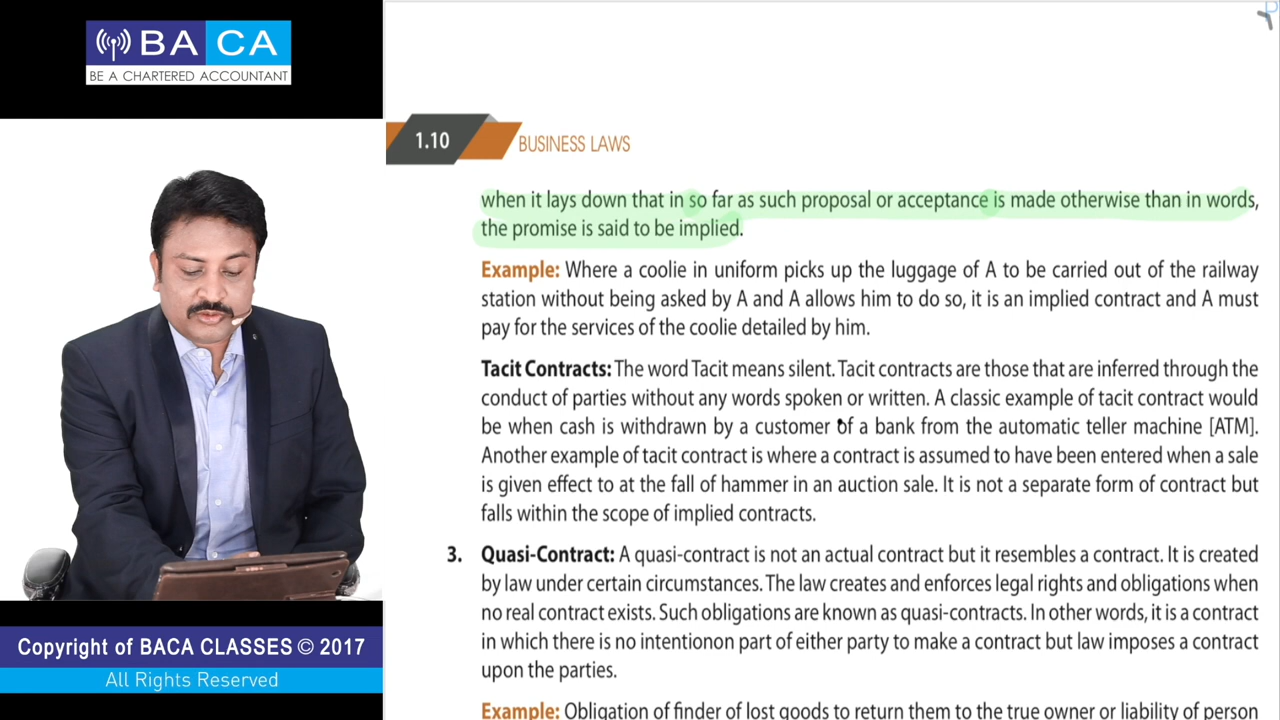 BA CA
BE A CHARTERED ACCOUNTANT
1.10 BUSINESS LAWS
when it lays down that in so far as such proposal or acceptance is made otherwise than in words,
the promise is said to be implied.
Example: Where a coolie in uniform picks up the luggage of A to be carried out of the railway
station without being asked by A and A allows him to do so, it is an implied contract and A must
pay for the services of the coolie detailed by him.
Tacit Contracts: The word Tacit means silent. Tacit contracts are those that are inferred through the
conduct of parties without any words spoken or written. A classic example of tacit contract would
be when cash is withdrawn by a customer of a bank from the automatic teller machine [ATM].
Another example of tacit contract is where a contract is assumed to have been entered when a sale
is given effect to at the fall of hammer in an auction sale. It is not a separate form of contract but
falls within the scope of implied contracts.
3. Quasi-Contract: A quasi-contract is not an actual contract but it resembles a contract. It is created
by law under certain circumstances. The law creates and enforces legal rights and obligations when
no real contract exists. Such obligations are known as quasi-contracts. In other words, it is a contract
in which there is no intentionon part of either party to make a contract but law imposes a contract
upon the parties.
Example: Obligation of finder of lost goods to return them to the true owner or liability of person
Copyright of BACA CLASSES © 2017
All Rights Reserved